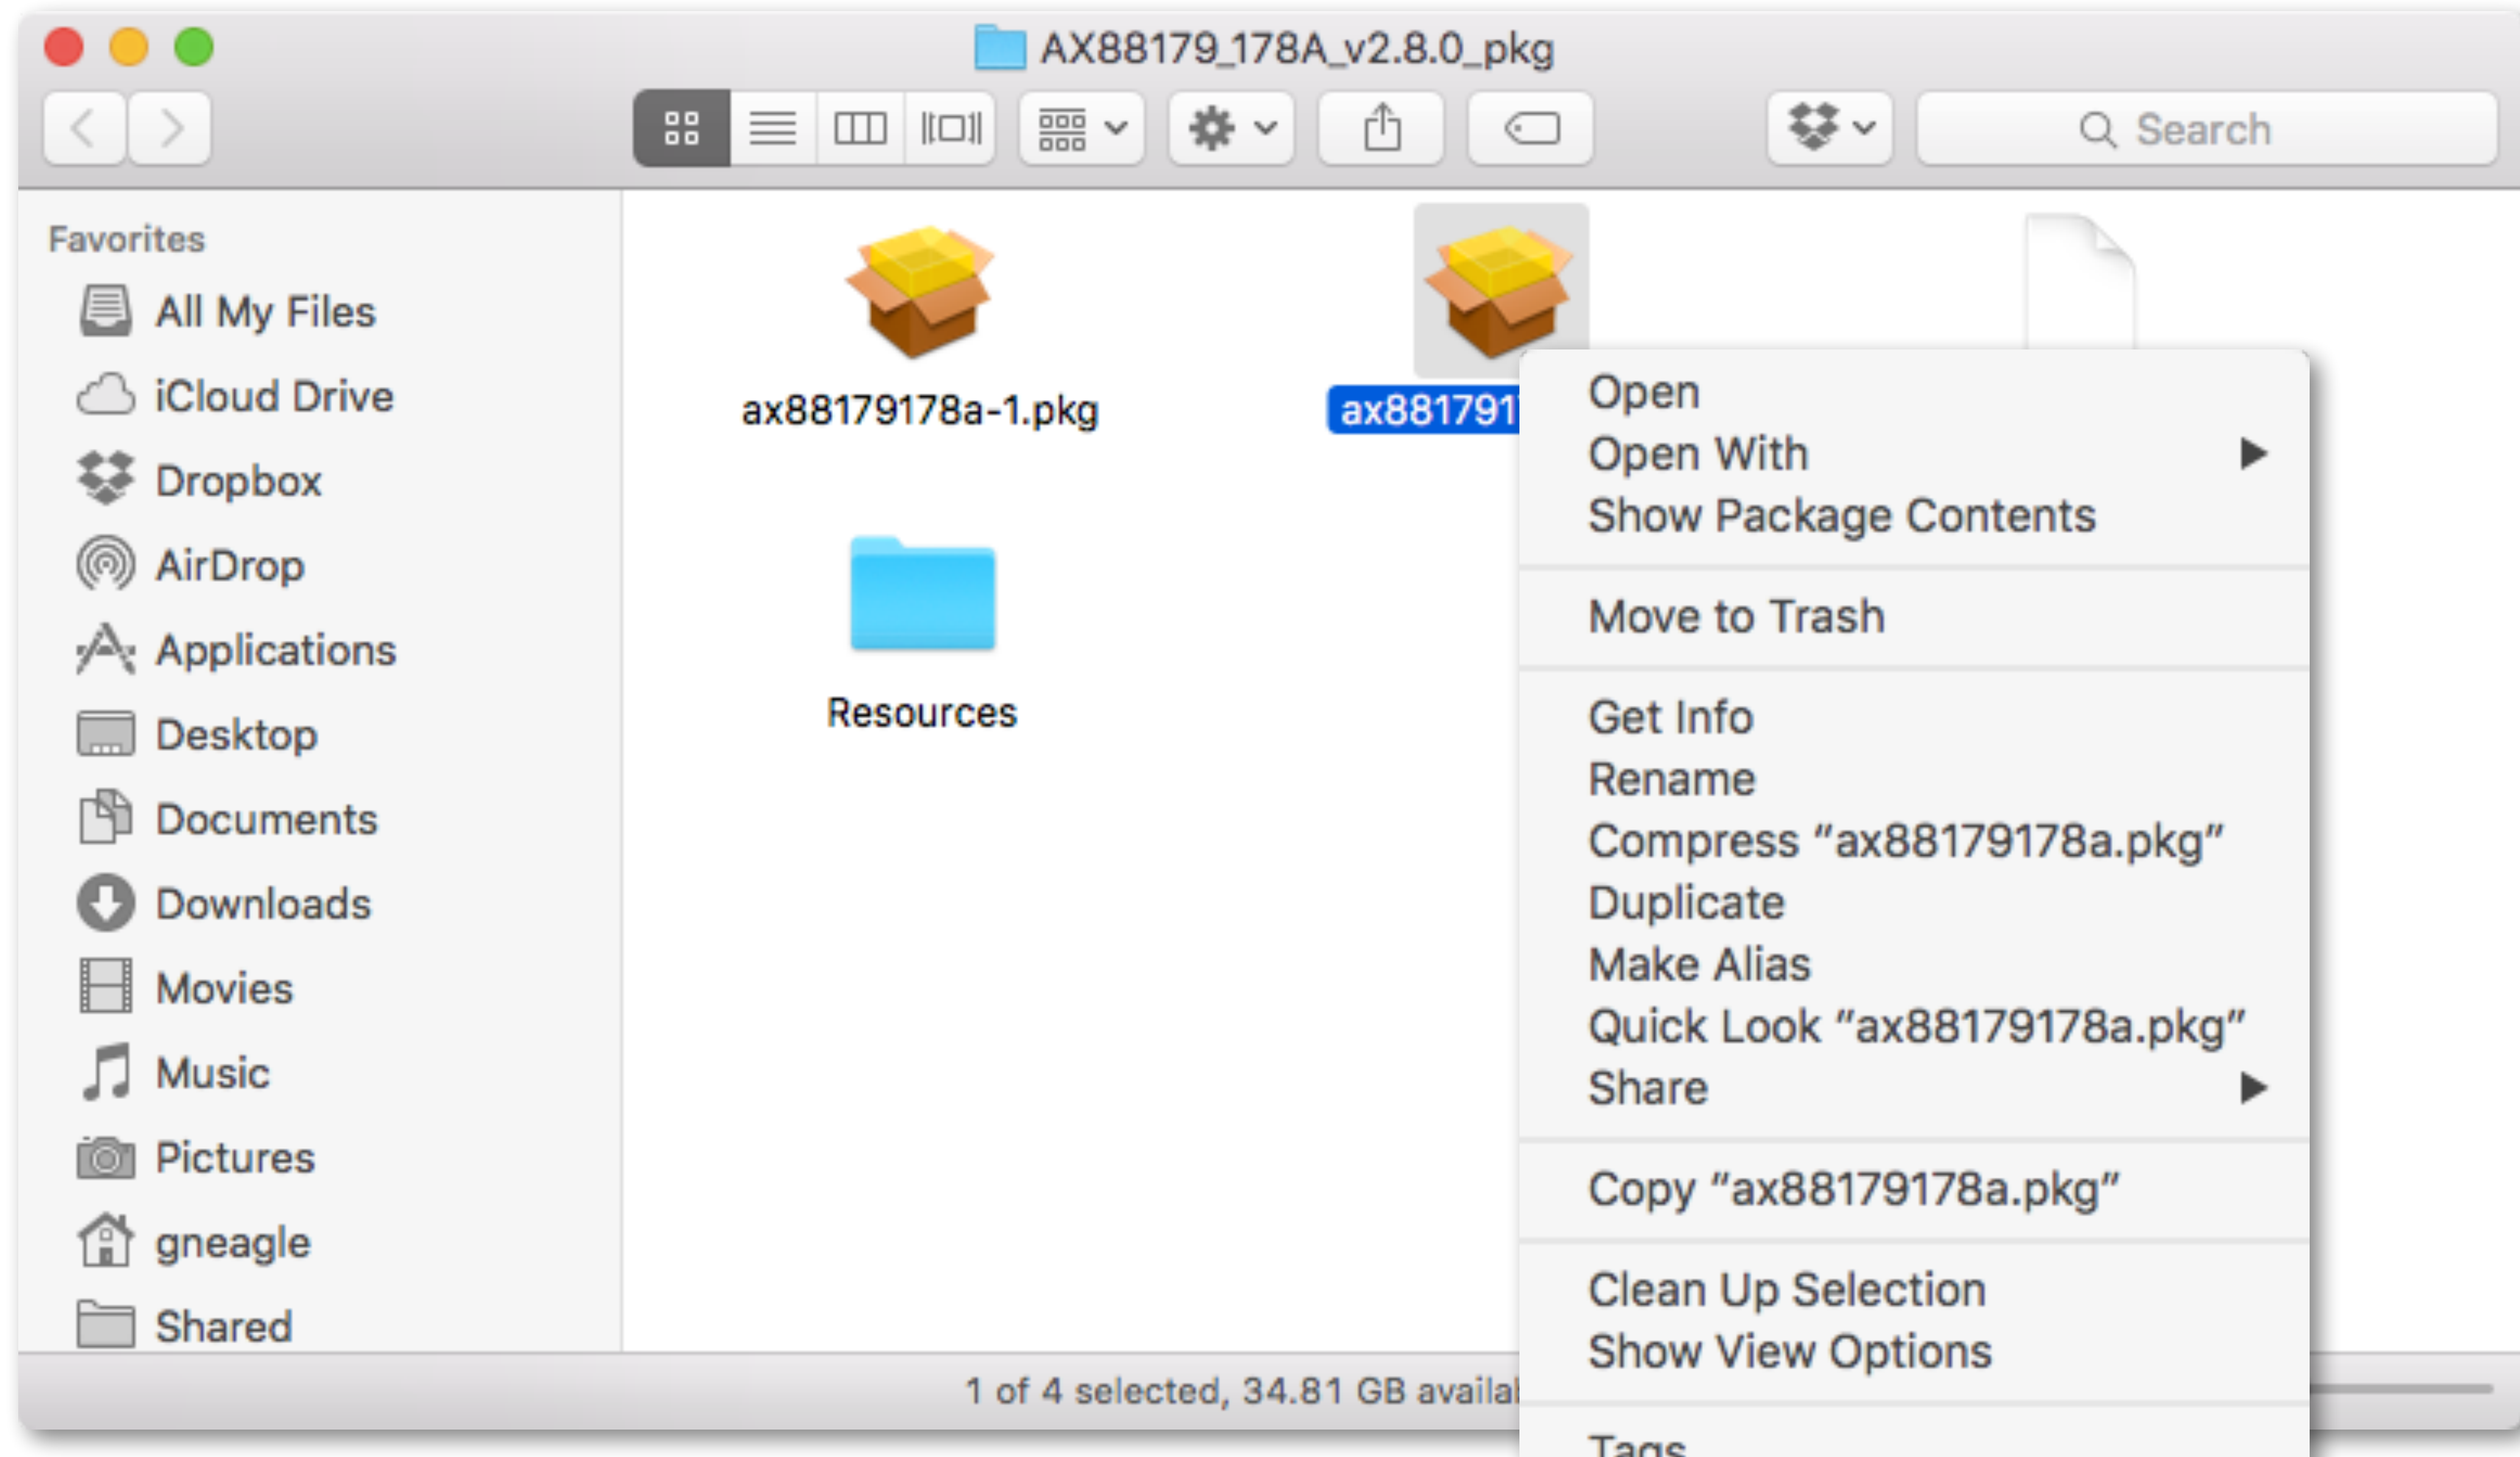 AX88179_178A_v2.8.0_pkg
Search
Favorites
All My Files
iCloud Drive
Dropbox
AirDrop
Applications
Desktop
Documents
Downloads
Movies
Music
Pictures
gneagle
Shared
ax88179178a-1.pkg
ax881791
Resources
Open
Open With
Show Package Contents
Move to Trash
Get Info
Rename
Compress “ax88179178a.pkg”
Duplicate
Make Alias
Quick Look “ax88179178a.pkg”
Share
Copy “ax88179178a.pkg”
Clean Up Selection
Show View Options
Tags
1 of 4 selected, 34.81 GB availab